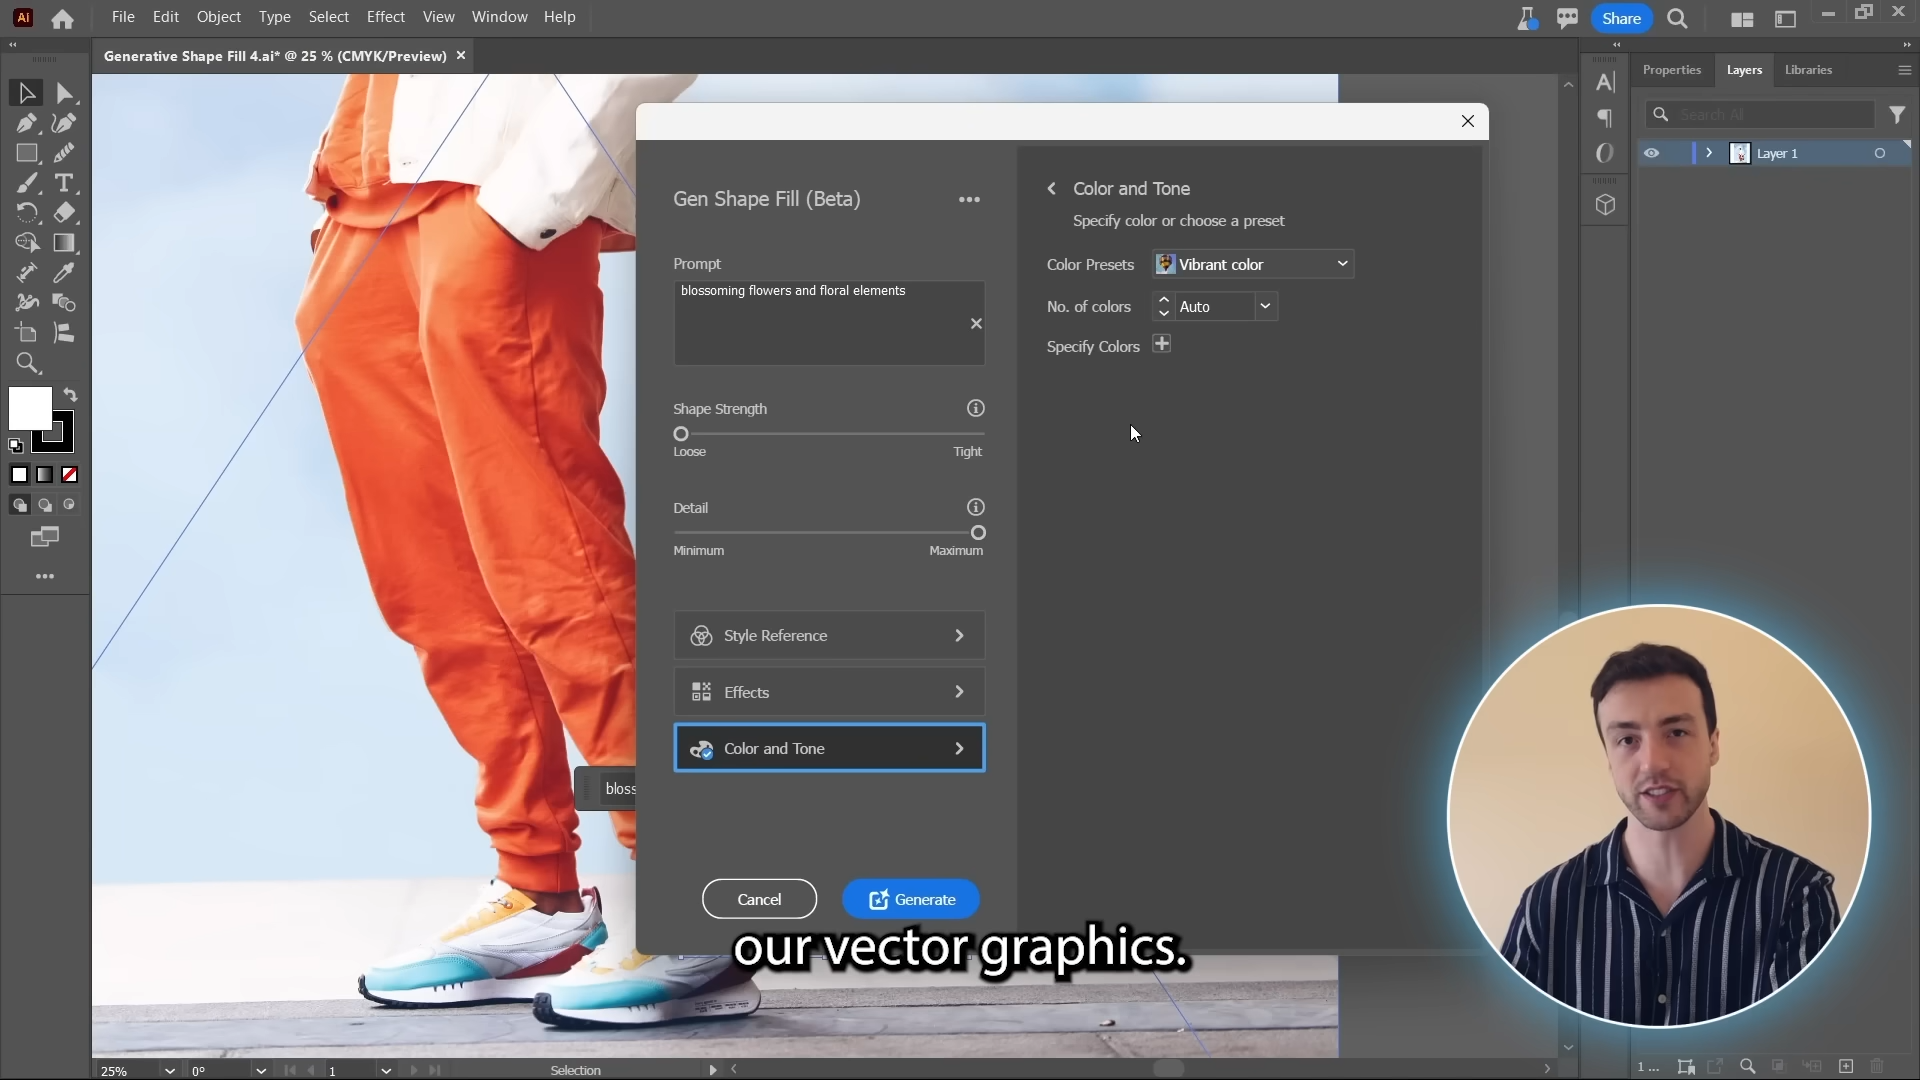 Ai
File Edit Object Type Select Effect View Window Help
Share
Generative Shape Fill 4.ai* @ 25 % (CMYK/Preview)
Properties Layers Libraries
Search All
Layer 1
Gen Shape Fill (Beta)
Prompt
blossoming flowers and floral elements
Shape Strength
Loose Tight
Detail
Minimum Maximum
Style Reference
Effects
Color and Tone
Cancel Generate
Color and Tone
Specify color or choose a preset
Color Presets Vibrant color
No. of colors Auto
Specify Colors
bloss
our vector graphics.
25% 0° 1 Selection
1 ...